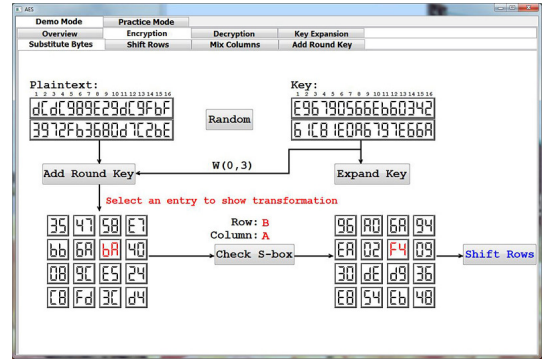 AES
Demo Mode Practice Mode
Overview Encryption Decryption Key Expansion
Substitute Bytes Shift Rows Mix Columns Add Round Key
Plaintext: Key:
1 2 3 4 5 6 7 8 9 10 11 12 13 14 15 16 1 2 3 4 5 6 7 8 9 10 11 12 13 14 15 16
dCdC989E29dC9FbF E96790566Eb60342
3972Fb3680d7C2bE 61C81E0A6797E66A
Random
W(0,3)
Add Round Key Expand Key
Select an entry to show transformation
Row: B
Column: A
35 47 58 E7 96 A0 6A 94
bb 6A bA 40 Check S-box EA 02 F4 09 Shift Rows
08 9C E5 24 30 dE d9 36
C8 Fd 3C d4 E8 54 Eb 48